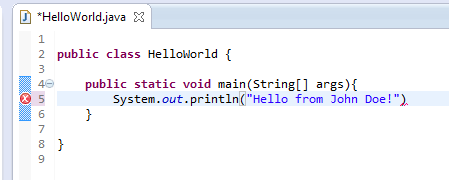 *HelloWorld.java
1
2 public class HelloWorld {
3
4 public static void main(String[] args){
5 System.out.println("Hello from John Doe!")
6 }
7
8 }
9